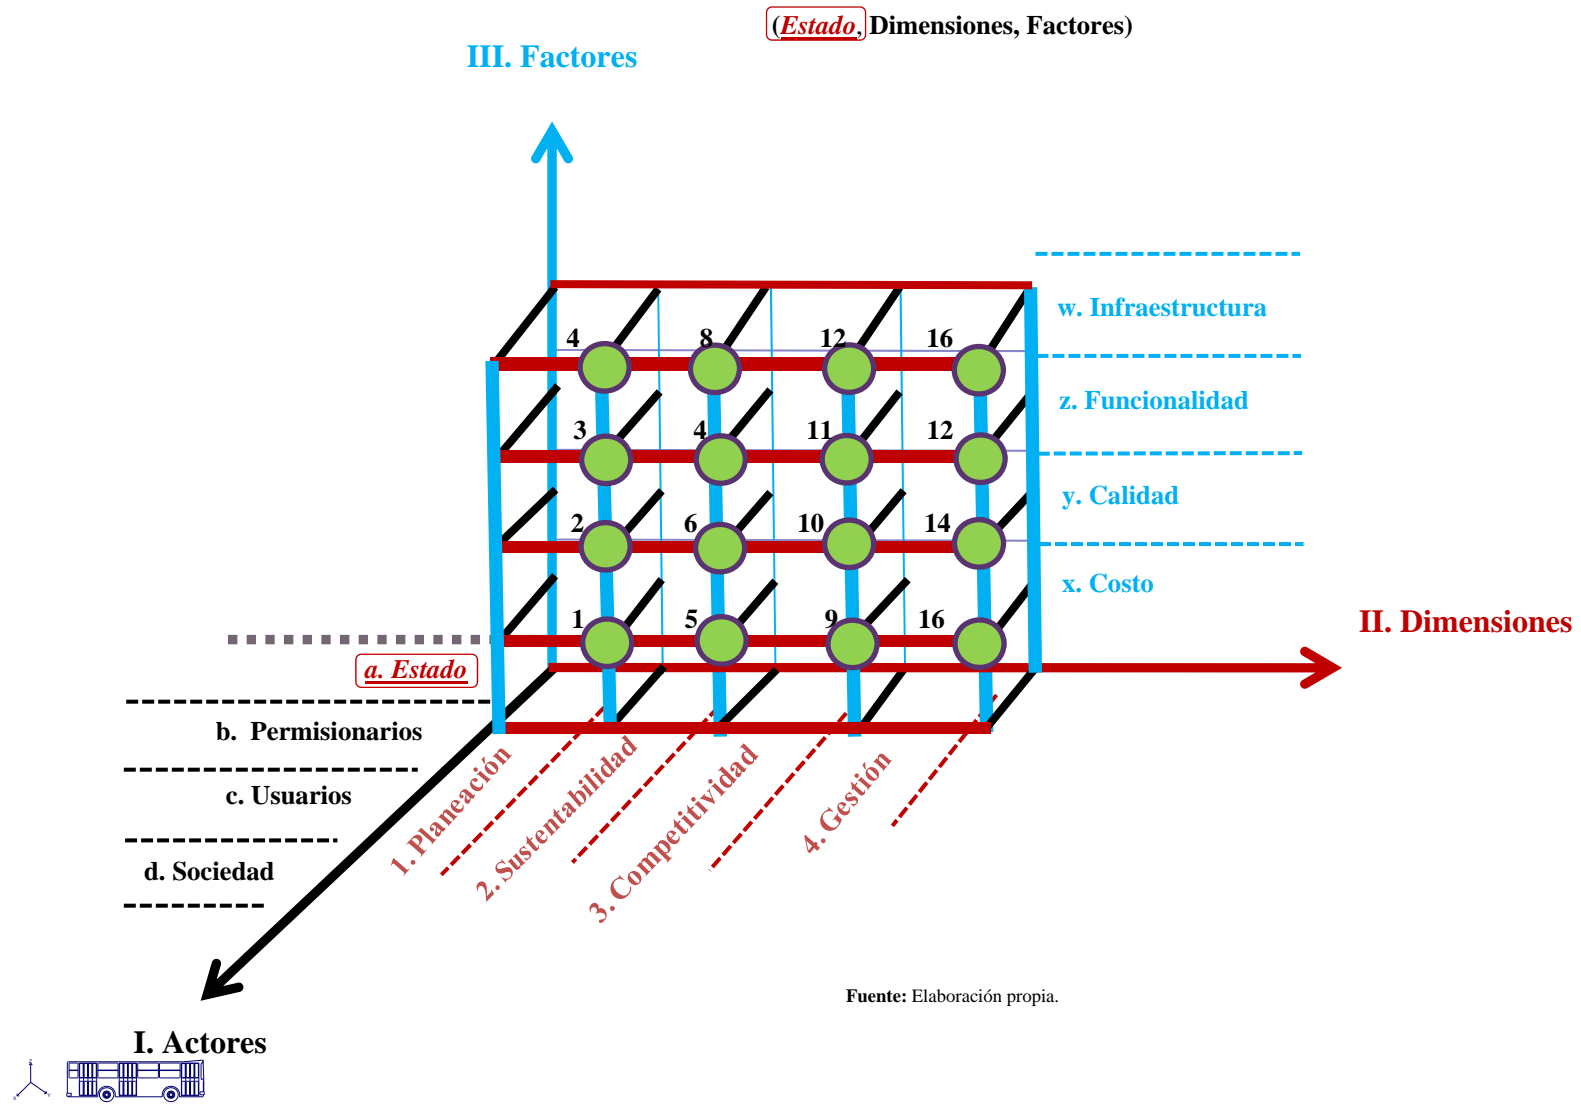 (Estado, Dimensiones, Factores)
III. Factores
w. Infraestructura
4 8 12 16
z. Funcionalidad
3 4 11 12
y. Calidad
2 6 10 14
x. Costo
1 5 9 16
II. Dimensiones
a. Estado
b. Permisionarios
c. Usuarios
d. Sociedad
1. Planeación
2. Sustentabilidad
3. Competitividad
4. Gestión
Fuente: Elaboración propia.
I. Actores